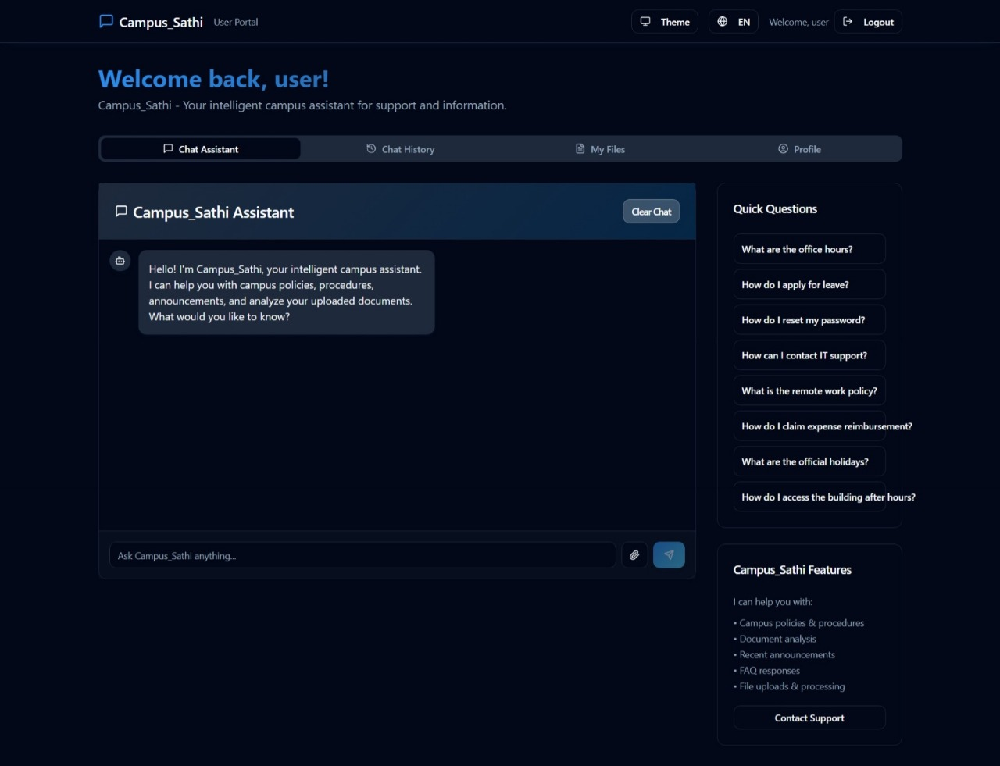 Campus_Sathi User Portal Theme EN Welcome, user Logout
Welcome back, user!
Campus_Sathi - Your intelligent campus assistant for support and information.
Chat Assistant Chat History My Files Profile
Campus_Sathi Assistant Clear Chat
Hello! I'm Campus_Sathi, your intelligent campus assistant.
I can help you with campus policies, procedures,
announcements, and analyze your uploaded documents.
What would you like to know?
Ask Campus_Sathi anything...
Quick Questions
What are the office hours?
How do I apply for leave?
How do I reset my password?
How can I contact IT support?
What is the remote work policy?
How do I claim expense reimbursement?
What are the official holidays?
How do I access the building after hours?
Campus_Sathi Features
I can help you with:
• Campus policies & procedures
• Document analysis
• Recent announcements
• FAQ responses
• File uploads & processing
Contact Support